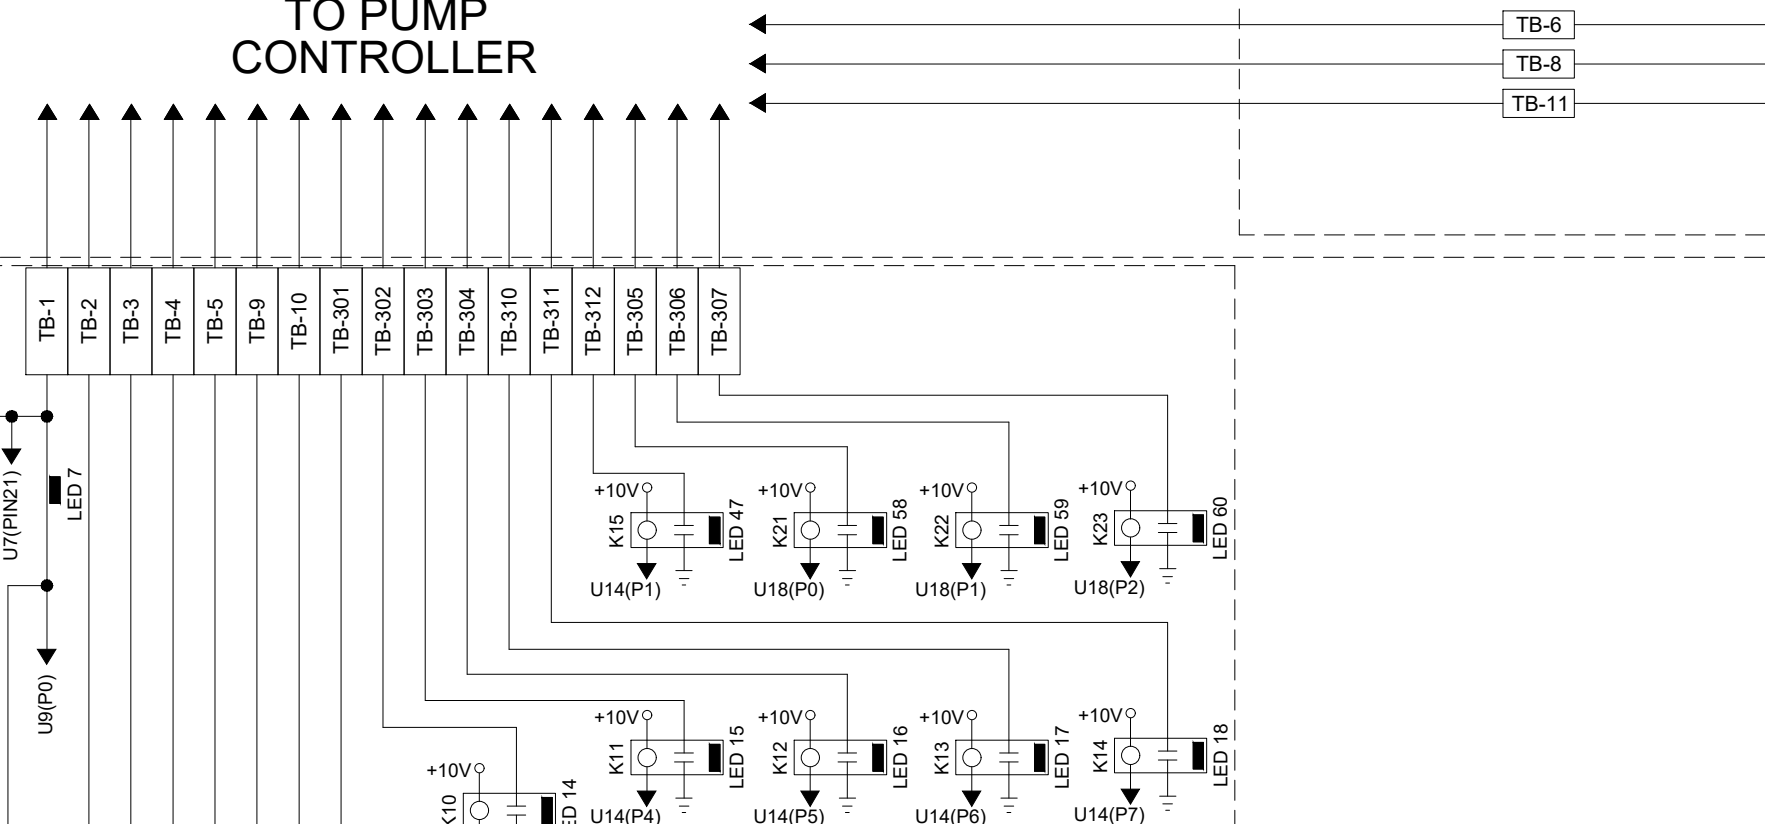 TO PUMP
CONTROLLER
TB-6
TB-8
TB-11
TB-1
TB-2
TB-3
TB-4
TB-5
TB-9
TB-10
TB-301
TB-302
TB-303
TB-304
TB-310
TB-311
TB-312
TB-305
TB-306
TB-307
U7(PIN21)
LED 7
U9(P0)
+10V
K15
LED 47
U14(P1)
+10V
K21
LED 58
U18(P0)
+10V
K22
LED 59
U18(P1)
+10V
K23
LED 60
U18(P2)
+10V
K10
LED 14
+10V
K11
LED 15
U14(P4)
+10V
K12
LED 16
U14(P5)
+10V
K13
LED 17
U14(P6)
+10V
K14
LED 18
U14(P7)